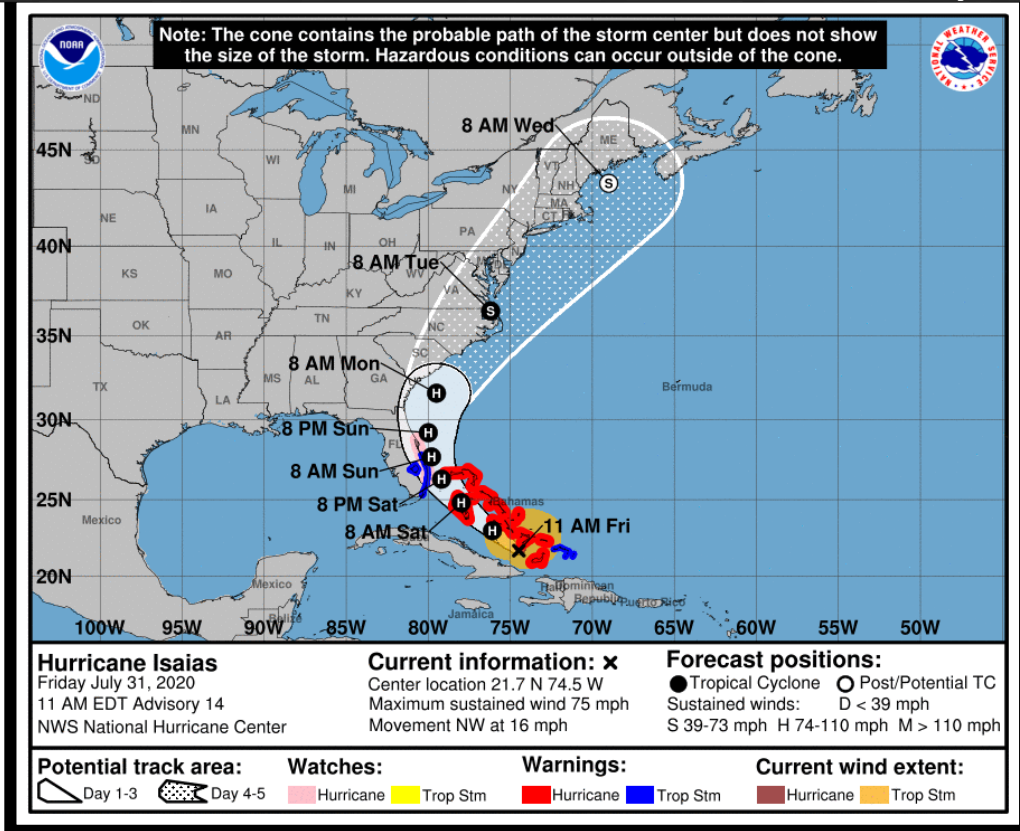 Note: The cone contains the probable path of the storm center but does not show
the size of the storm. Hazardous conditions can occur outside of the cone.
NOAA
NATIONAL WEATHER SERVICE
ND
MN
8 AM Wed
ME
45N
SD
WI
VT
MI
NY
NH
MA
CT
IA
NE
PA
40N
IL
IN
OH
8 AM Tue
KS
MO
WV
DE
VA
KY
OK
TN
NC
35N
AR
SC
8 AM Mon
MS
AL
GA
TX
LA
Bermuda
30N
8 PM Sun
FL
8 AM Sun
25N
8 PM Sat
Bahamas
Mexico
8 AM Sat
11 AM Fri
20N
Mexico
Dominican
Republic
Puerto Rico
Belize
Jamaica
100W 95W 90W 85W 80W 75W 70W 65W 60W 55W 50W
S
S
H
H
H
H
H
H
Hurricane Isaias
Friday July 31, 2020
11 AM EDT Advisory 14
NWS National Hurricane Center
Current information: ×
Center location 21.7 N 74.5 W
Maximum sustained wind 75 mph
Movement NW at 16 mph
Forecast positions:
Tropical Cyclone Post/Potential TC
Sustained winds: D < 39 mph
S 39-73 mph H 74-110 mph M > 110 mph
Potential track area:
Day 1-3 Day 4-5
Watches:
Hurricane Trop Stm
Warnings:
Hurricane Trop Stm
Current wind extent:
Hurricane Trop Stm